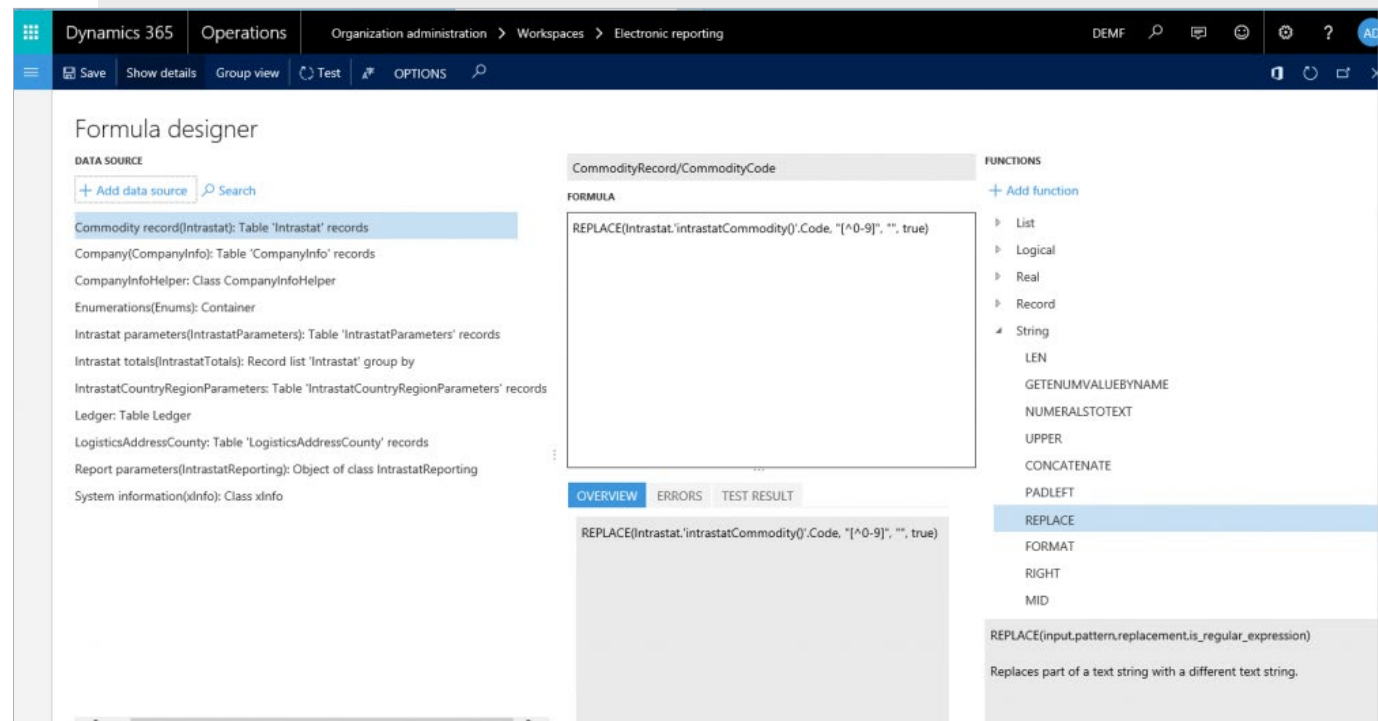 Dynamics 365 Operations Organization administration > Workspaces > Electronic reporting DEMF ? AD
Save Show details Group view Test OPTIONS
Formula designer
DATA SOURCE
+ Add data source Search
Commodity record(Intrastat): Table 'Intrastat' records
Company(CompanyInfo): Table 'CompanyInfo' records
CompanyInfoHelper: Class CompanyInfoHelper
Enumerations(Enums): Container
Intrastat parameters(IntrastatParameters): Table 'IntrastatParameters' records
Intrastat totals(IntrastatTotals): Record list 'Intrastat' group by
IntrastatCountryRegionParameters: Table 'IntrastatCountryRegionParameters' records
Ledger: Table Ledger
LogisticsAddressCounty: Table 'LogisticsAddressCounty' records
Report parameters(IntrastatReporting): Object of class IntrastatReporting
System information(xInfo): Class xInfo
CommodityRecord/CommodityCode
FORMULA
REPLACE(Intrastat.'intrastatCommodity()'.Code, "[^0-9]", "", true)
OVERVIEW ERRORS TEST RESULT
REPLACE(Intrastat.'intrastatCommodity()'.Code, "[^0-9]", "", true)
FUNCTIONS
+ Add function
List
Logical
Real
Record
String
LEN
GETENUMVALUEBYNAME
NUMERALSTOTEXT
UPPER
CONCATENATE
PADLEFT
REPLACE
FORMAT
RIGHT
MID
REPLACE(input,pattern,replacement,is_regular_expression)
Replaces part of a text string with a different text string.